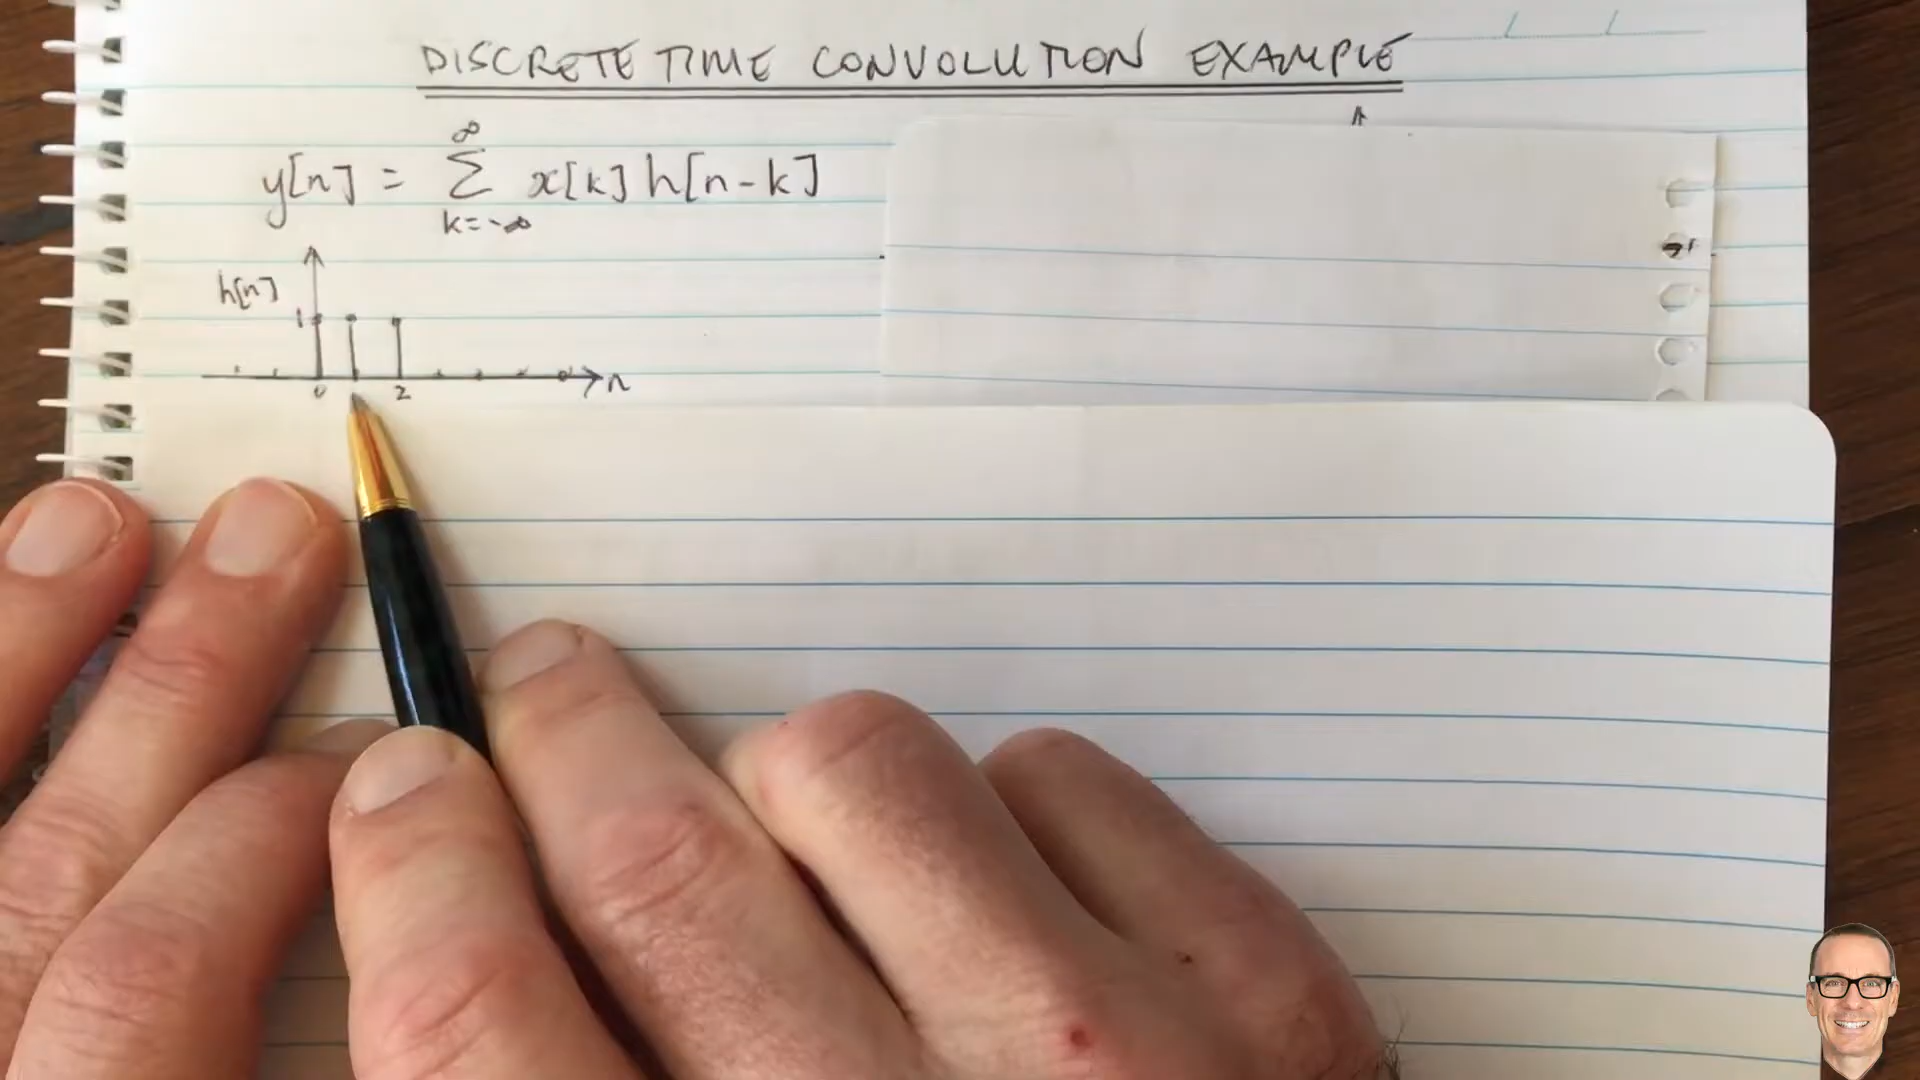 DISCRETE TIME CONVOLUTION EXAMPLE
∞
y[n] = Σ x[k] h[n-k]
k=-∞
h[n]
1
n
0 2